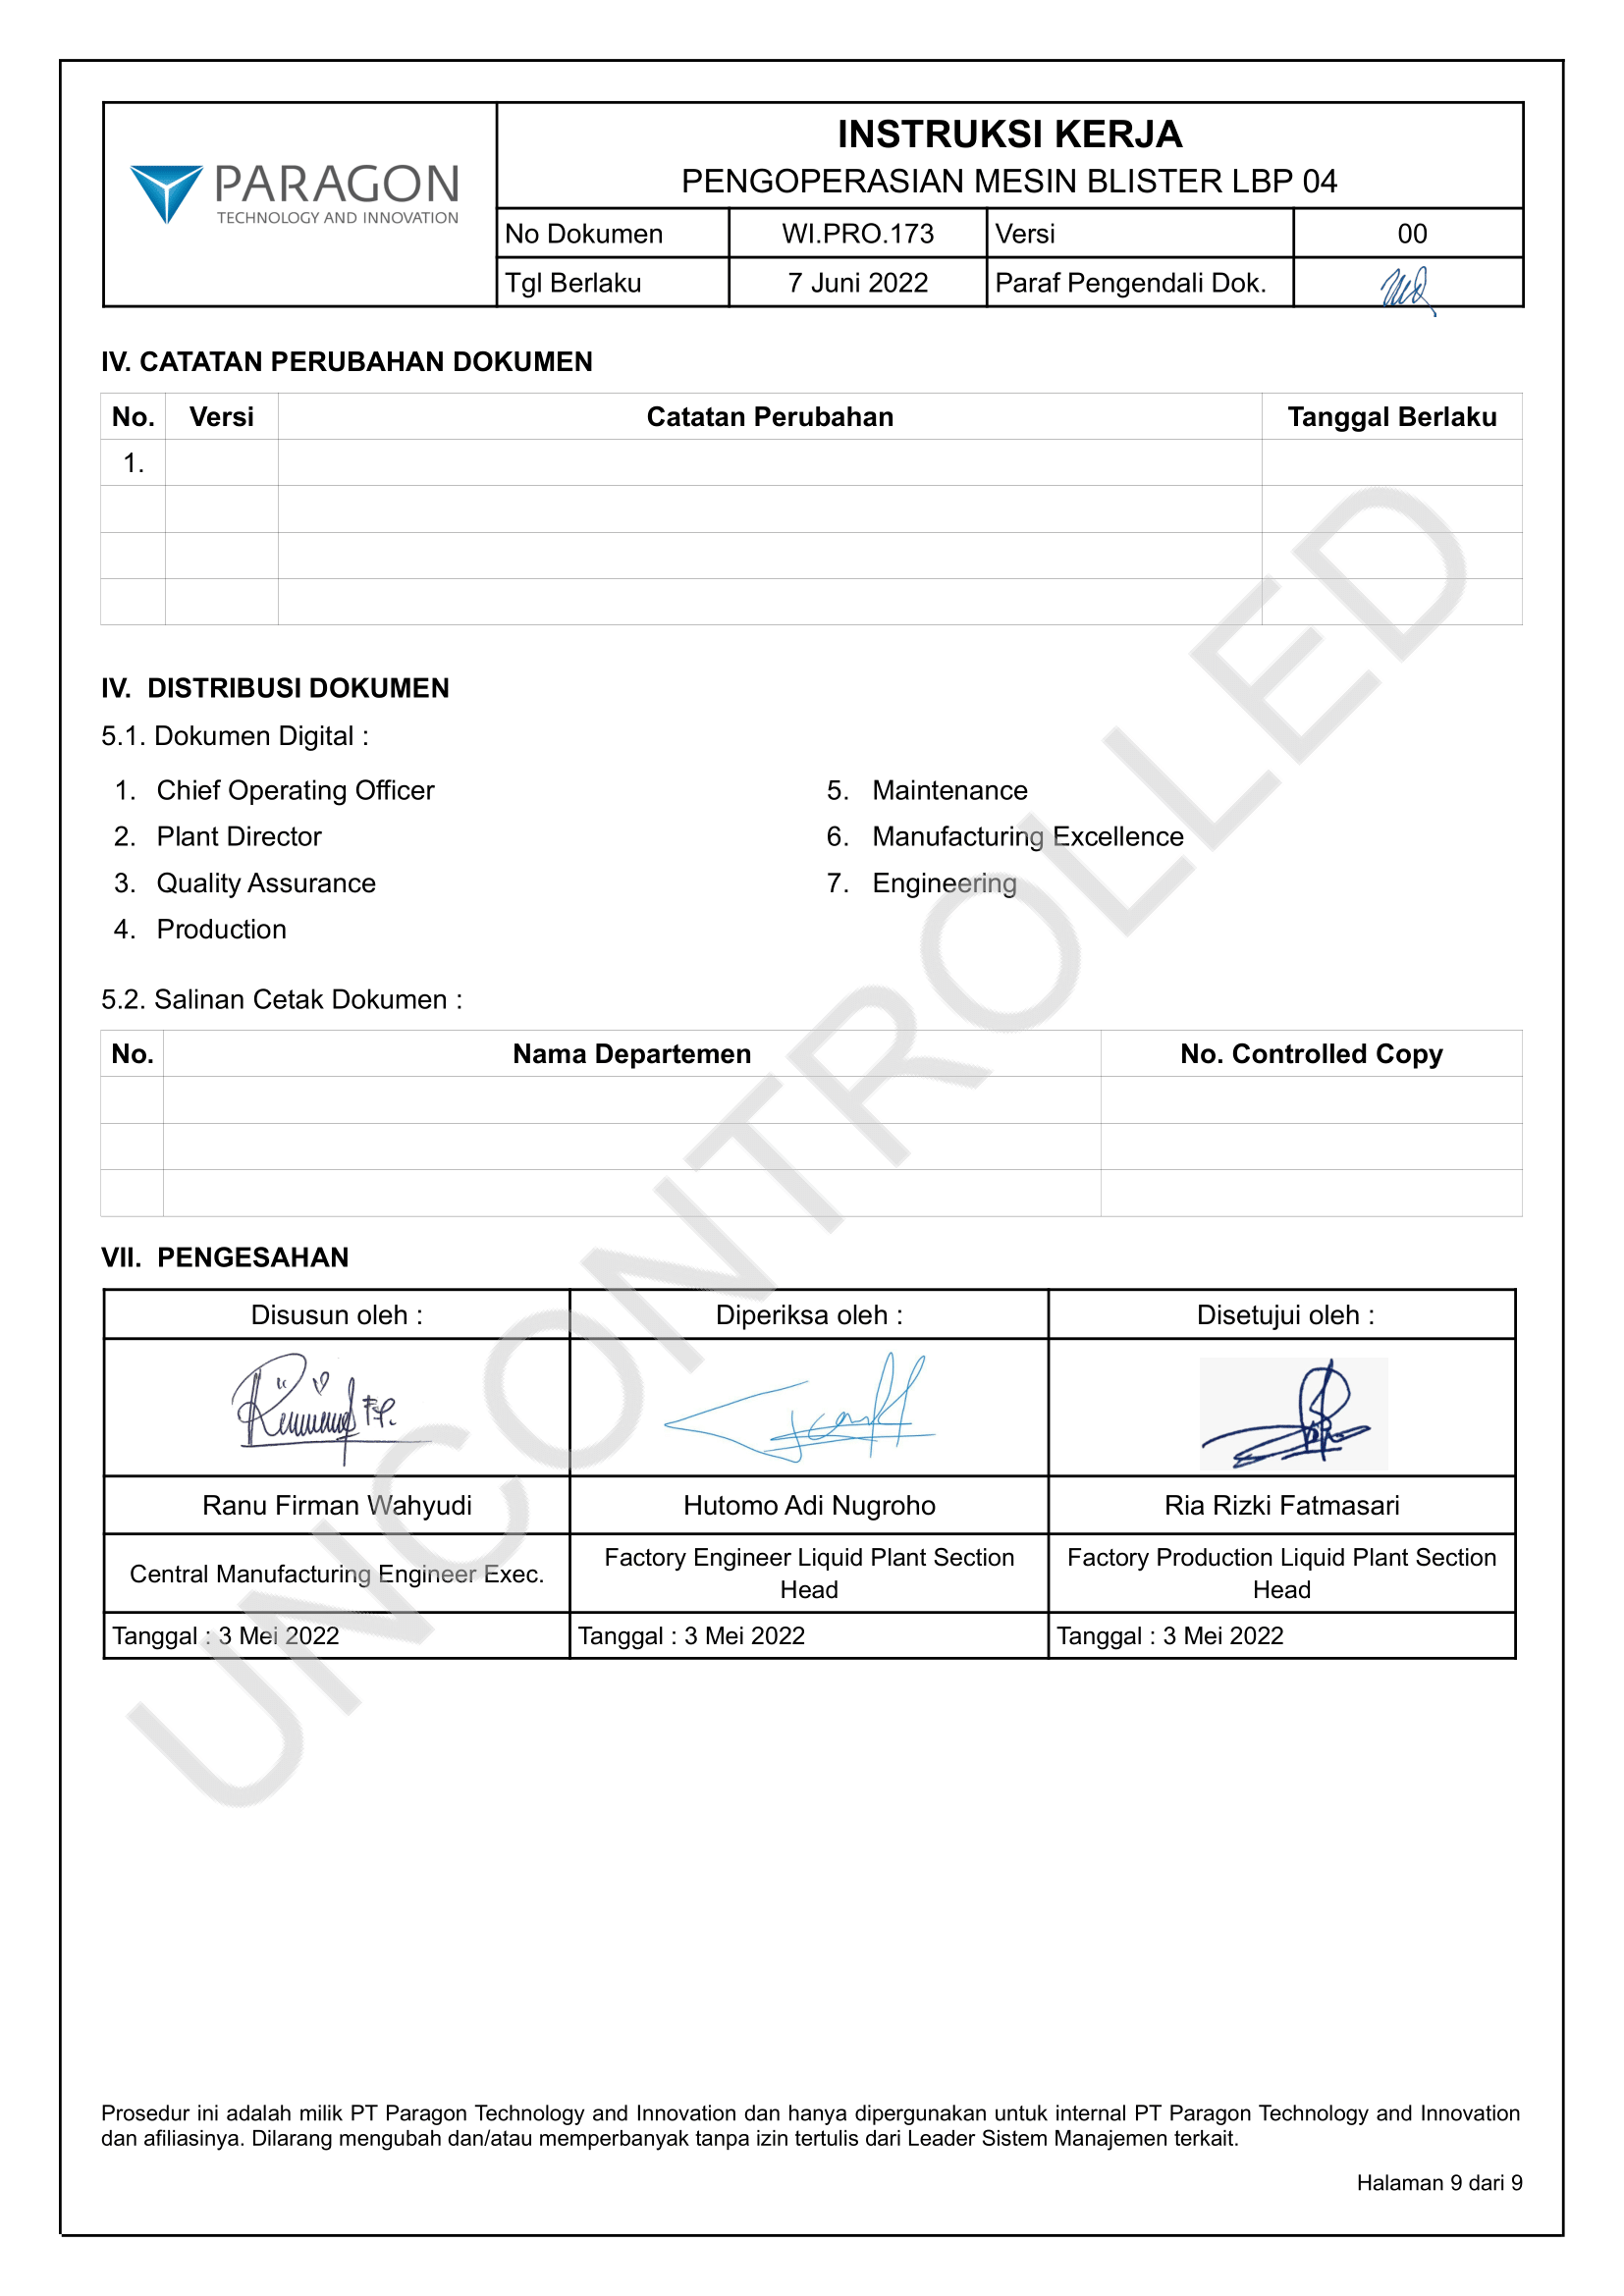 PARAGON
TECHNOLOGY AND INNOVATION
INSTRUKSI KERJA
PENGOPERASIAN MESIN BLISTER LBP 04
No Dokumen WI.PRO.173 Versi 00
Tgl Berlaku 7 Juni 2022 Paraf Pengendali Dok.
IV. CATATAN PERUBAHAN DOKUMEN
No. Versi Catatan Perubahan Tanggal Berlaku
1.
IV. DISTRIBUSI DOKUMEN
5.1. Dokumen Digital :
1. Chief Operating Officer
2. Plant Director
3. Quality Assurance
4. Production
5. Maintenance
6. Manufacturing Excellence
7. Engineering
5.2. Salinan Cetak Dokumen :
No. Nama Departemen No. Controlled Copy
VII. PENGESAHAN
Disusun oleh : Diperiksa oleh : Disetujui oleh :
Ranu Firman Wahyudi Hutomo Adi Nugroho Ria Rizki Fatmasari
Central Manufacturing Engineer Exec.
Factory Engineer Liquid Plant Section
Head
Factory Production Liquid Plant Section
Head
Tanggal : 3 Mei 2022 Tanggal : 3 Mei 2022 Tanggal : 3 Mei 2022
UNCONTROLLED
Prosedur ini adalah milik PT Paragon Technology and Innovation dan hanya dipergunakan untuk internal PT Paragon Technology and Innovation
dan afiliasinya. Dilarang mengubah dan/atau memperbanyak tanpa izin tertulis dari Leader Sistem Manajemen terkait.
Halaman 9 dari 9